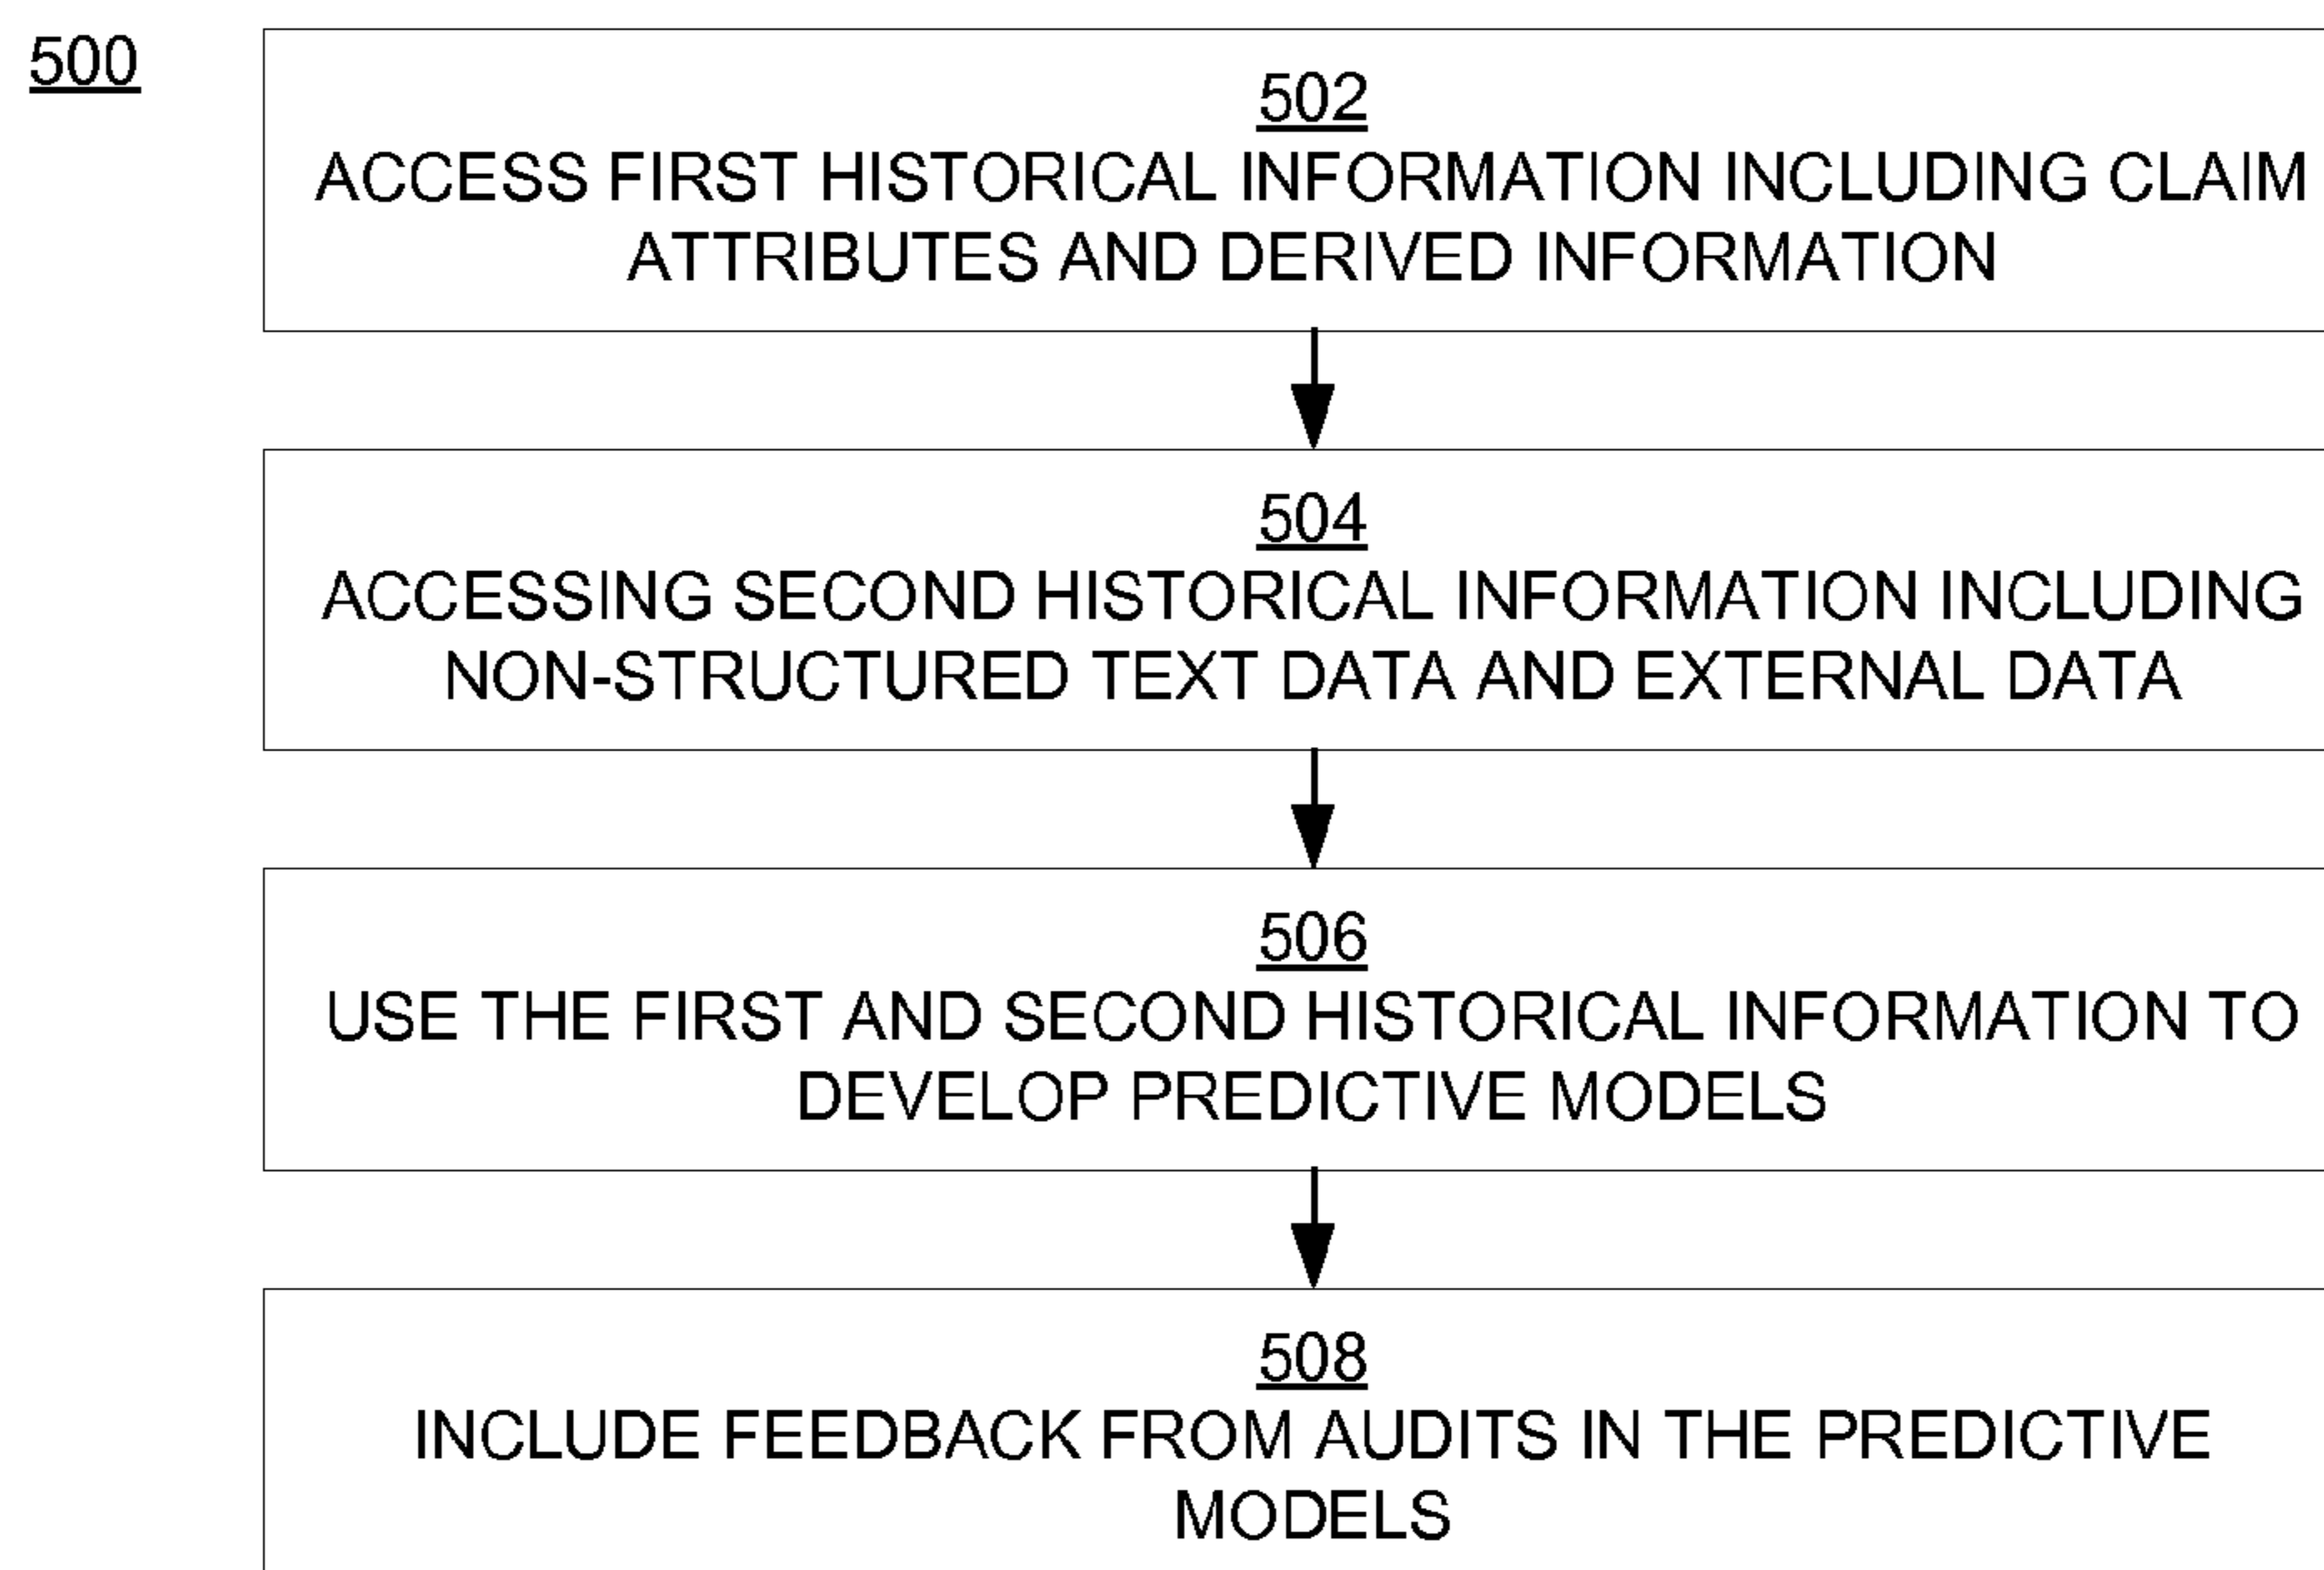 500
502
ACCESS FIRST HISTORICAL INFORMATION INCLUDING CLAIM
ATTRIBUTES AND DERIVED INFORMATION
504
ACCESSING SECOND HISTORICAL INFORMATION INCLUDING
NON-STRUCTURED TEXT DATA AND EXTERNAL DATA
506
USE THE FIRST AND SECOND HISTORICAL INFORMATION TO
DEVELOP PREDICTIVE MODELS
508
INCLUDE FEEDBACK FROM AUDITS IN THE PREDICTIVE
MODELS